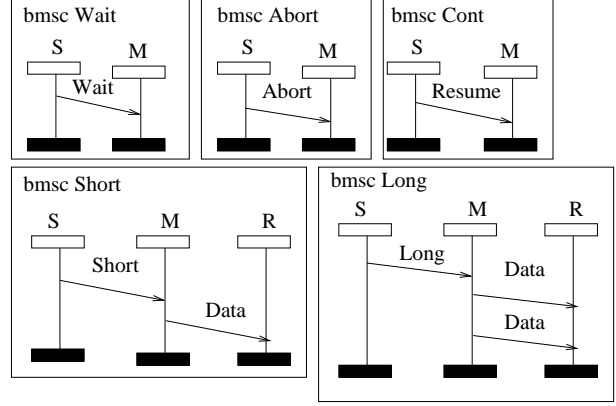 bmsc Wait
S M
Wait
bmsc Abort
S M
Abort
bmsc Cont
S M
Resume
bmsc Short
S M R
Short
Data
bmsc Long
S M R
Long
Data
Data